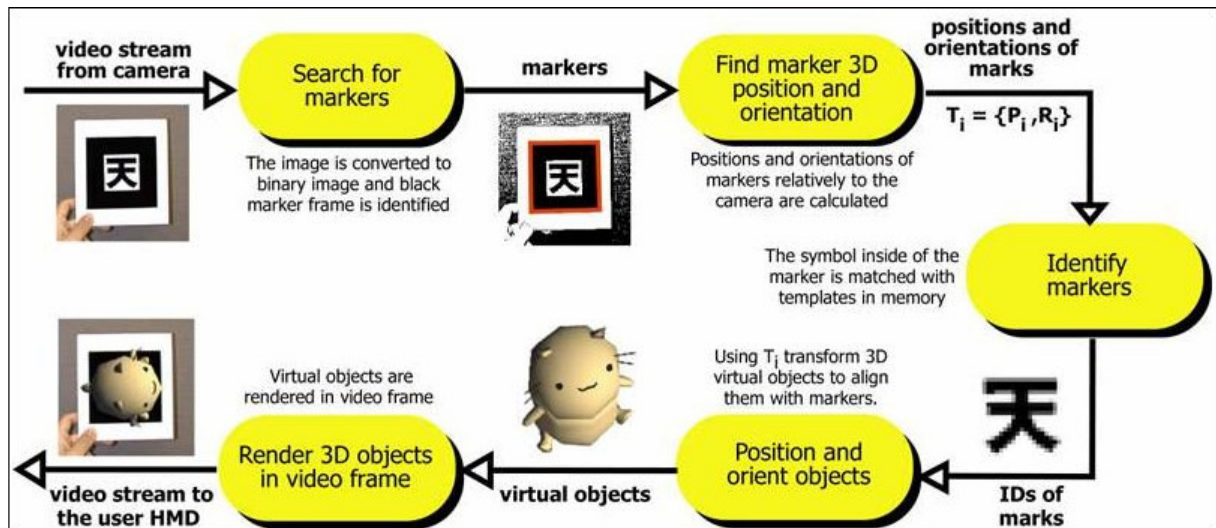 video stream
from camera
天
Search for
markers
The image is converted to
binary image and black
marker frame is identified
markers
天
Find marker 3D
position and
orientation
Positions and orientations of
markers relatively to the
camera are calculated
positions and
orientations of
marks
Tᵢ = {Pᵢ ,Rᵢ}
Identify
markers
The symbol inside of the
marker is matched with
templates in memory
天
IDs of
marks
Using Tᵢ transform 3D
virtual objects to align
them with markers.
Position and
orient objects
virtual objects
Virtual objects are
rendered in video frame
Render 3D objects
in video frame
video stream to
the user HMD